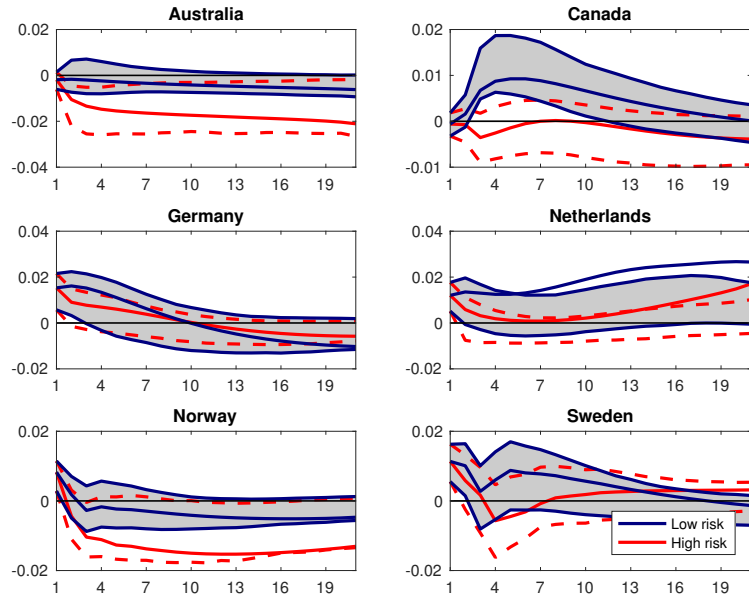 Australia
0
-0.02
-0.04
1 4 7 10 13 16 19
Canada
0.02
0.01
0
-0.01
1 4 7 10 13 16 19
Germany
0.04
0.02
0
-0.02
1 4 7 10 13 16 19
Netherlands
0.04
0.02
0
-0.02
1 4 7 10 13 16 19
Norway
0.02
0
-0.02
1 4 7 10 13 16 19
Sweden
0.02
0
-0.02
1 4 7 10 13 16 19
Low risk
High risk